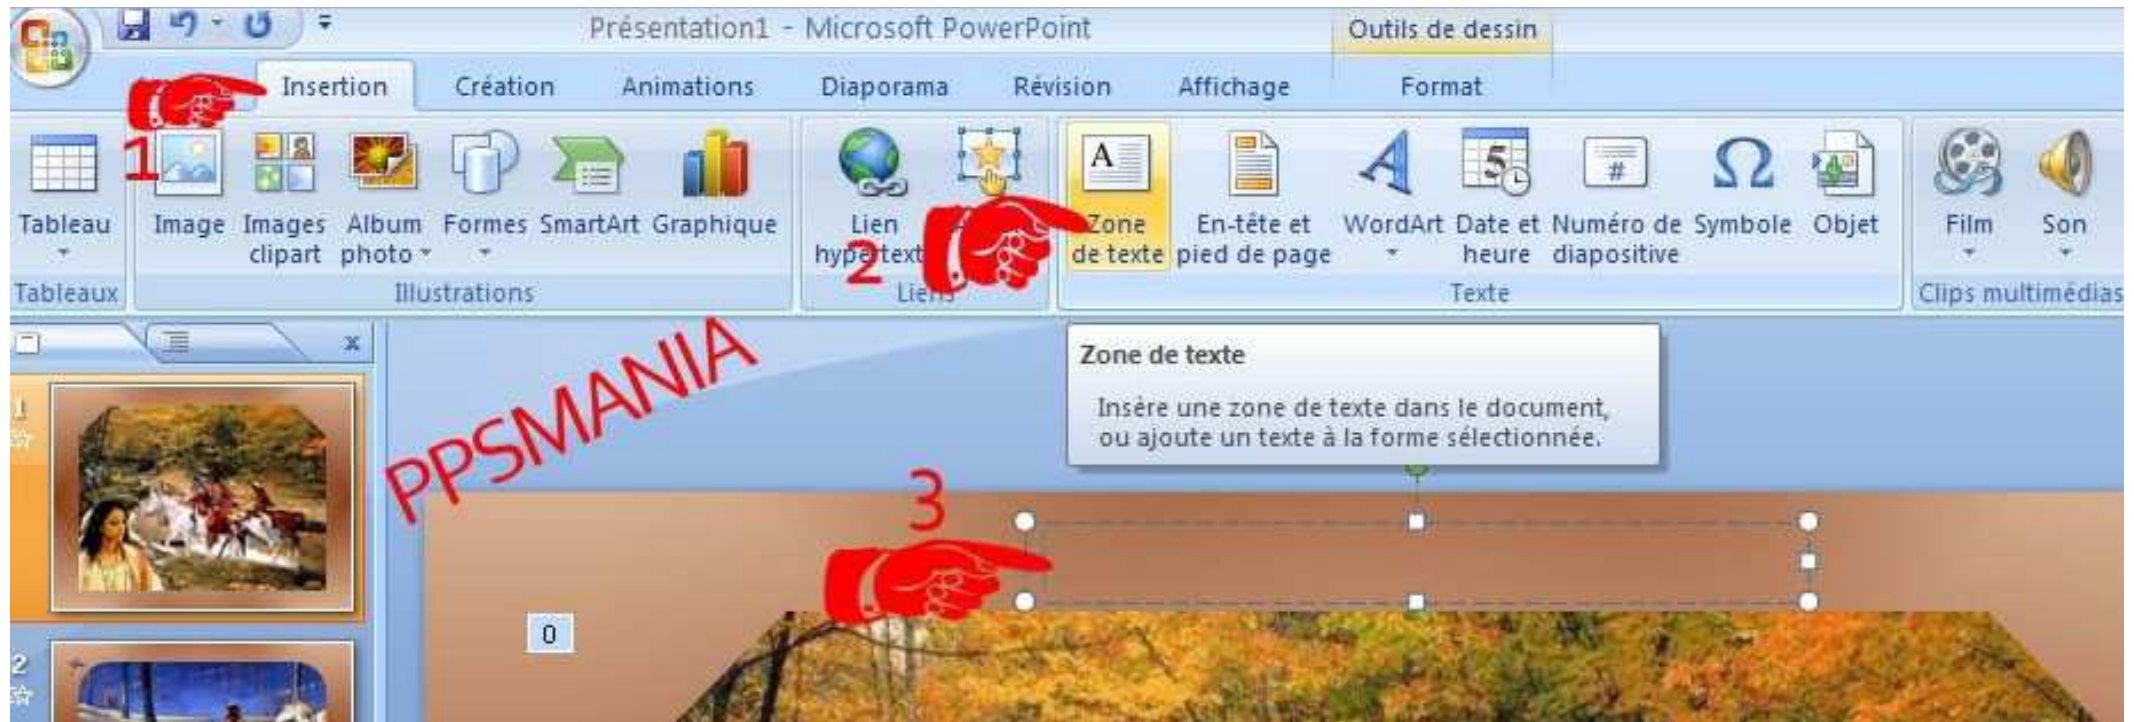 Présentation1 - Microsoft PowerPoint
Outils de dessin
Insertion
Création
Animations
Diaporama
Révision
Affichage
Format
1
Tableau
Image
Images clipart
Album photo
Formes
SmartArt
Graphique
Lien
2
Zone de texte
En-tête et pied de page
WordArt
Date et heure
Numéro de diapositive
Symbole
Objet
Film
Son
Tableaux
Illustrations
Texte
Clips multimédias
PPSMANIA
Zone de texte
Insère une zone de texte dans le document,
ou ajoute un texte à la forme sélectionnée.
1
3
0
2